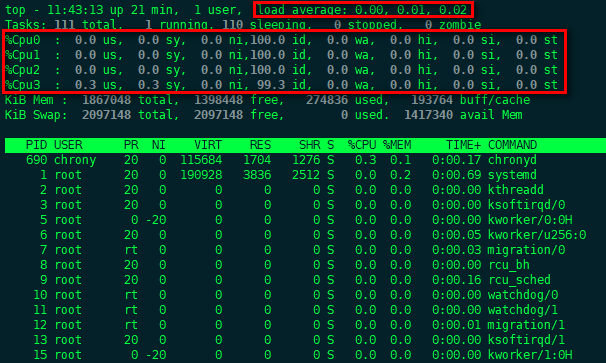 top - 11:43:13 up 21 min,  1 user,  load average: 0.00, 0.01, 0.02
Tasks: 111 total,   1 running, 110 sleeping,   0 stopped,   0 zombie
%Cpu0  :  0.0 us,  0.0 sy,  0.0 ni,100.0 id,  0.0 wa,  0.0 hi,  0.0 si,  0.0 st
%Cpu1  :  0.0 us,  0.0 sy,  0.0 ni,100.0 id,  0.0 wa,  0.0 hi,  0.0 si,  0.0 st
%Cpu2  :  0.0 us,  0.0 sy,  0.0 ni,100.0 id,  0.0 wa,  0.0 hi,  0.0 si,  0.0 st
%Cpu3  :  0.3 us,  0.3 sy,  0.0 ni, 99.3 id,  0.0 wa,  0.0 hi,  0.0 si,  0.0 st
KiB Mem :  1867048 total,  1398448 free,   274836 used,   193764 buff/cache
KiB Swap:  2097148 total,  2097148 free,        0 used.  1417340 avail Mem
PID USER      PR  NI    VIRT    RES    SHR S  %CPU %MEM     TIME+ COMMAND
690 chrony    20   0  115684   1704   1276 S   0.3  0.1   0:00.17 chronyd
1 root      20   0  190928   3836   2512 S   0.0  0.2   0:00.69 systemd
2 root      20   0       0      0      0 S   0.0  0.0   0:00.00 kthreadd
3 root      20   0       0      0      0 S   0.0  0.0   0:00.00 ksoftirqd/0
5 root       0 -20       0      0      0 S   0.0  0.0   0:00.00 kworker/0:0H
6 root      20   0       0      0      0 S   0.0  0.0   0:00.05 kworker/u256:0
7 root      rt   0       0      0      0 S   0.0  0.0   0:00.03 migration/0
8 root      20   0       0      0      0 S   0.0  0.0   0:00.00 rcu_bh
9 root      20   0       0      0      0 S   0.0  0.0   0:00.16 rcu_sched
10 root      rt   0       0      0      0 S   0.0  0.0   0:00.00 watchdog/0
11 root      rt   0       0      0      0 S   0.0  0.0   0:00.00 watchdog/1
12 root      rt   0       0      0      0 S   0.0  0.0   0:00.01 migration/1
13 root      20   0       0      0      0 S   0.0  0.0   0:00.00 ksoftirqd/1
15 root       0 -20       0      0      0 S   0.0  0.0   0:00.00 kworker/1:0H